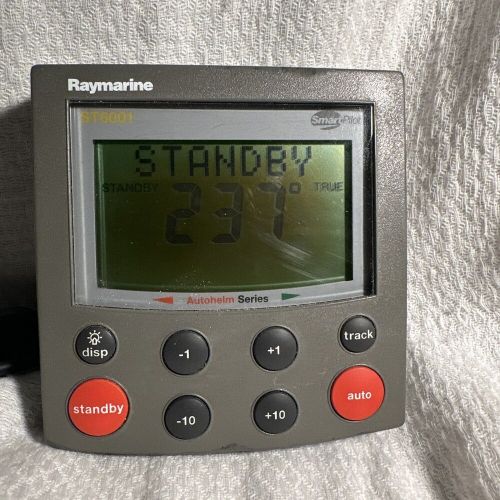 Raymarine
ST6001
SmartPilot
STANDBY
STANDBY 237° TRUE
Autohelm Series
disp -1 +1 track
standby -10 +10 auto